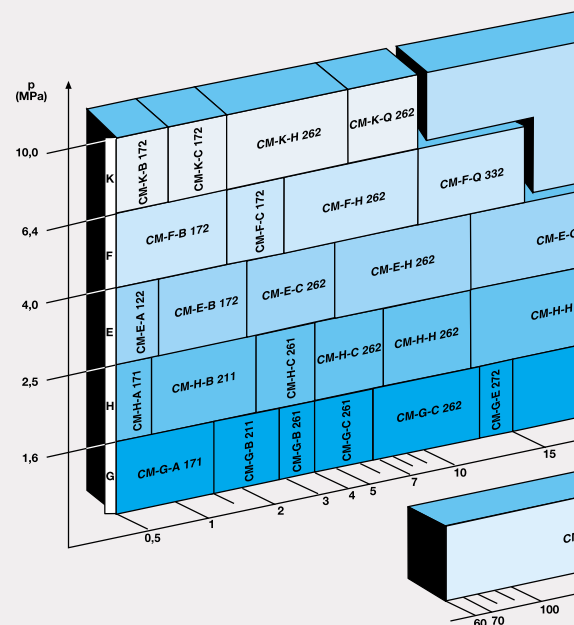 p
(MPa)
10,0
6,4
4,0
2,5
1,6
K
CM-K-B 172
CM-K-C 172
CM-K-H 262
CM-K-Q 262
F
CM-F-B 172
CM-F-C 172
CM-F-H 262
CM-F-Q 332
E
CM-E-A 122
CM-E-B 172
CM-E-C 262
CM-E-H 262
CM-E-
H
CM-H-A 171
CM-H-B 211
CM-H-C 261
CM-H-C 262
CM-H-H 262
CM-H-H
G
CM-G-A 171
CM-G-B 211
CM-G-B 261
CM-G-C 261
CM-G-C 262
CM-G-E 272
0,5
1
2
3
4
5
7
10
15
60
70
100